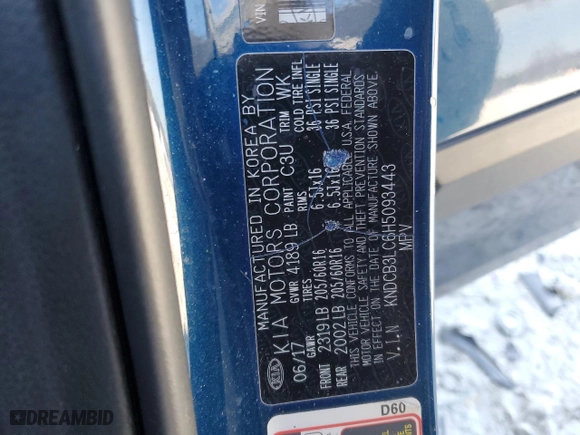 VIN
MANUFACTURED IN KOREA BY
KIA KIA MOTORS CORPORATION
06/17 GVWR 4189 LB PAINT C3U TRIM WK
GAWR TIRES RIMS COLD TIRE INFL
FRONT 2319 LB 205/60R16 6.5Jx16 36 PSI SINGLE
REAR 2002 LB 205/60R16 6.5Jx16 36 PSI SINGLE
THIS VEHICLE CONFORMS TO ALL APPLICABLE U.S.A. FEDERAL
MOTOR VEHICLE SAFETY AND THEFT PREVENTION STANDARDS
IN EFFECT ON THE DATE OF MANUFACTURE SHOWN ABOVE.
V.I.N KNDCB3LC6H5093443
MPV
D60
DREAMBID